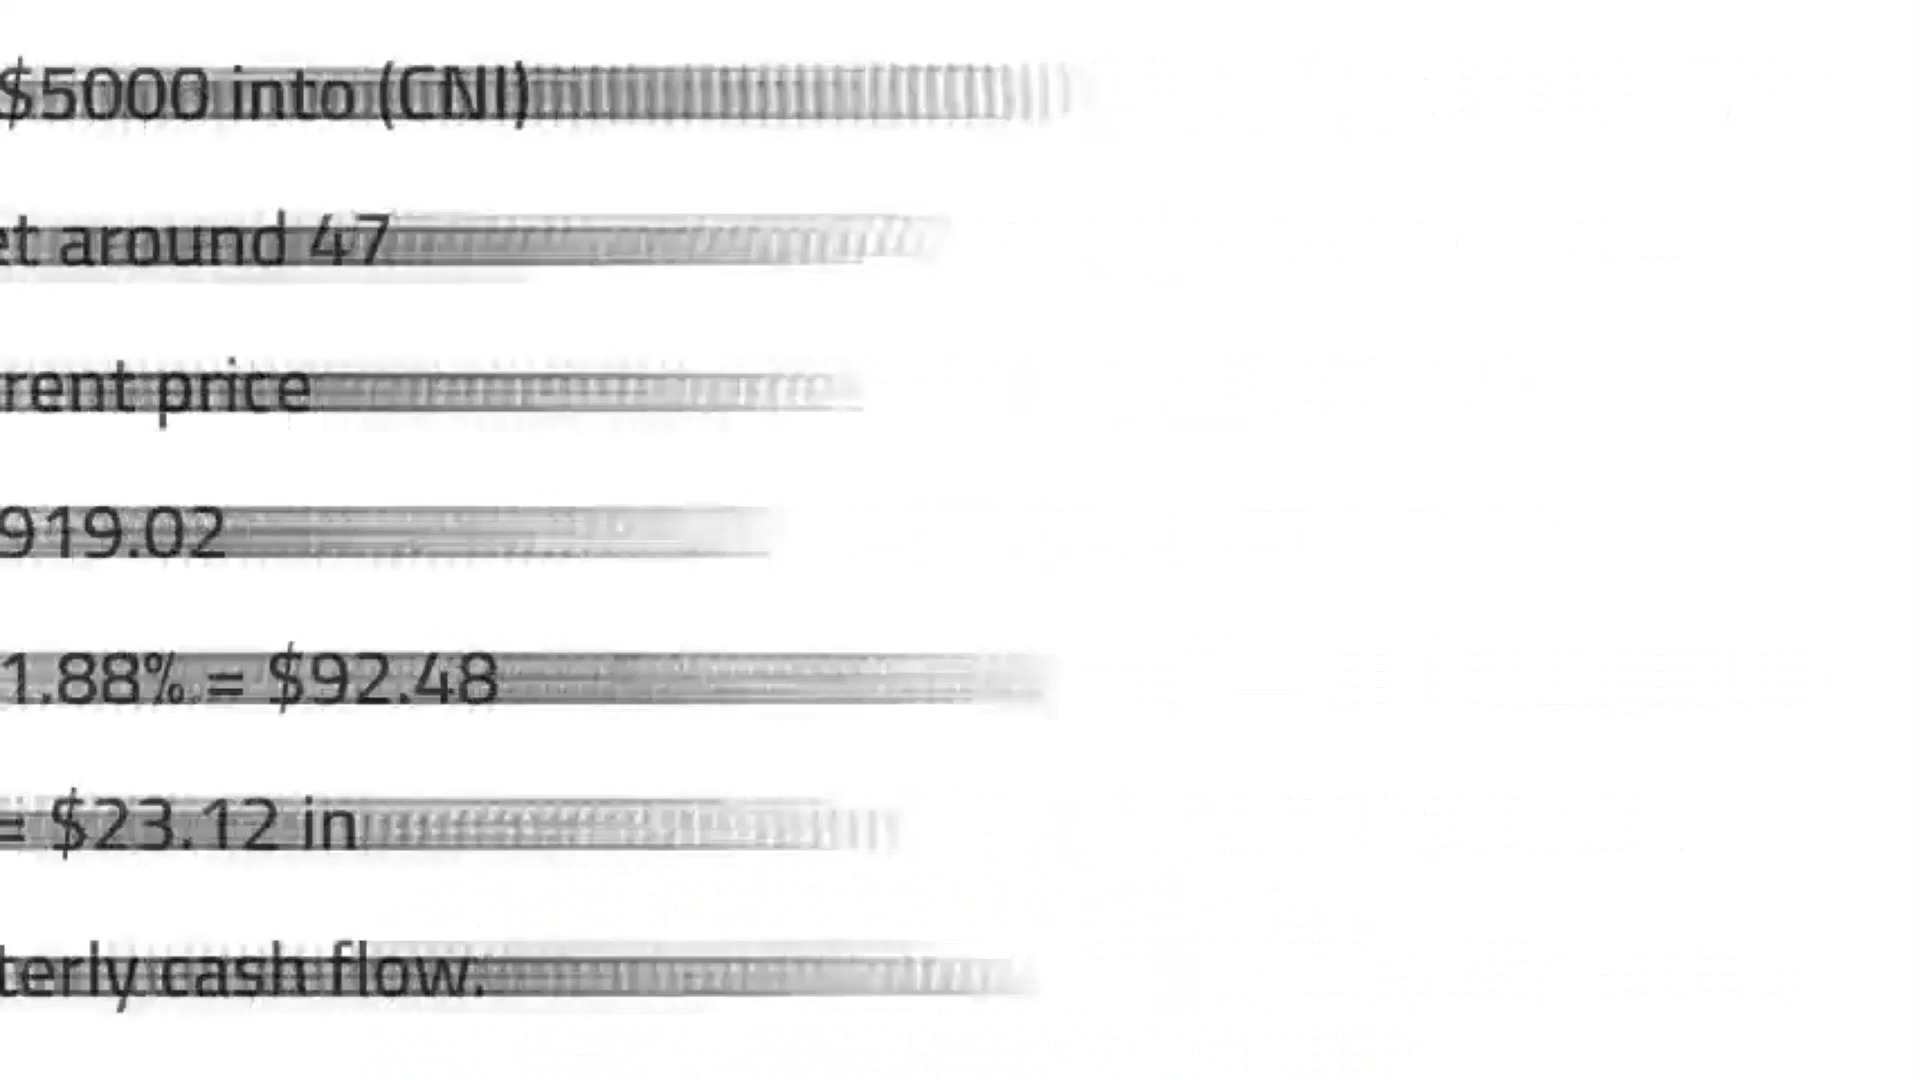 $5000 into (CNI)
et around 47
rent price
919.02
1.88% = $92.48
= $23.12 in
terly cash flow.